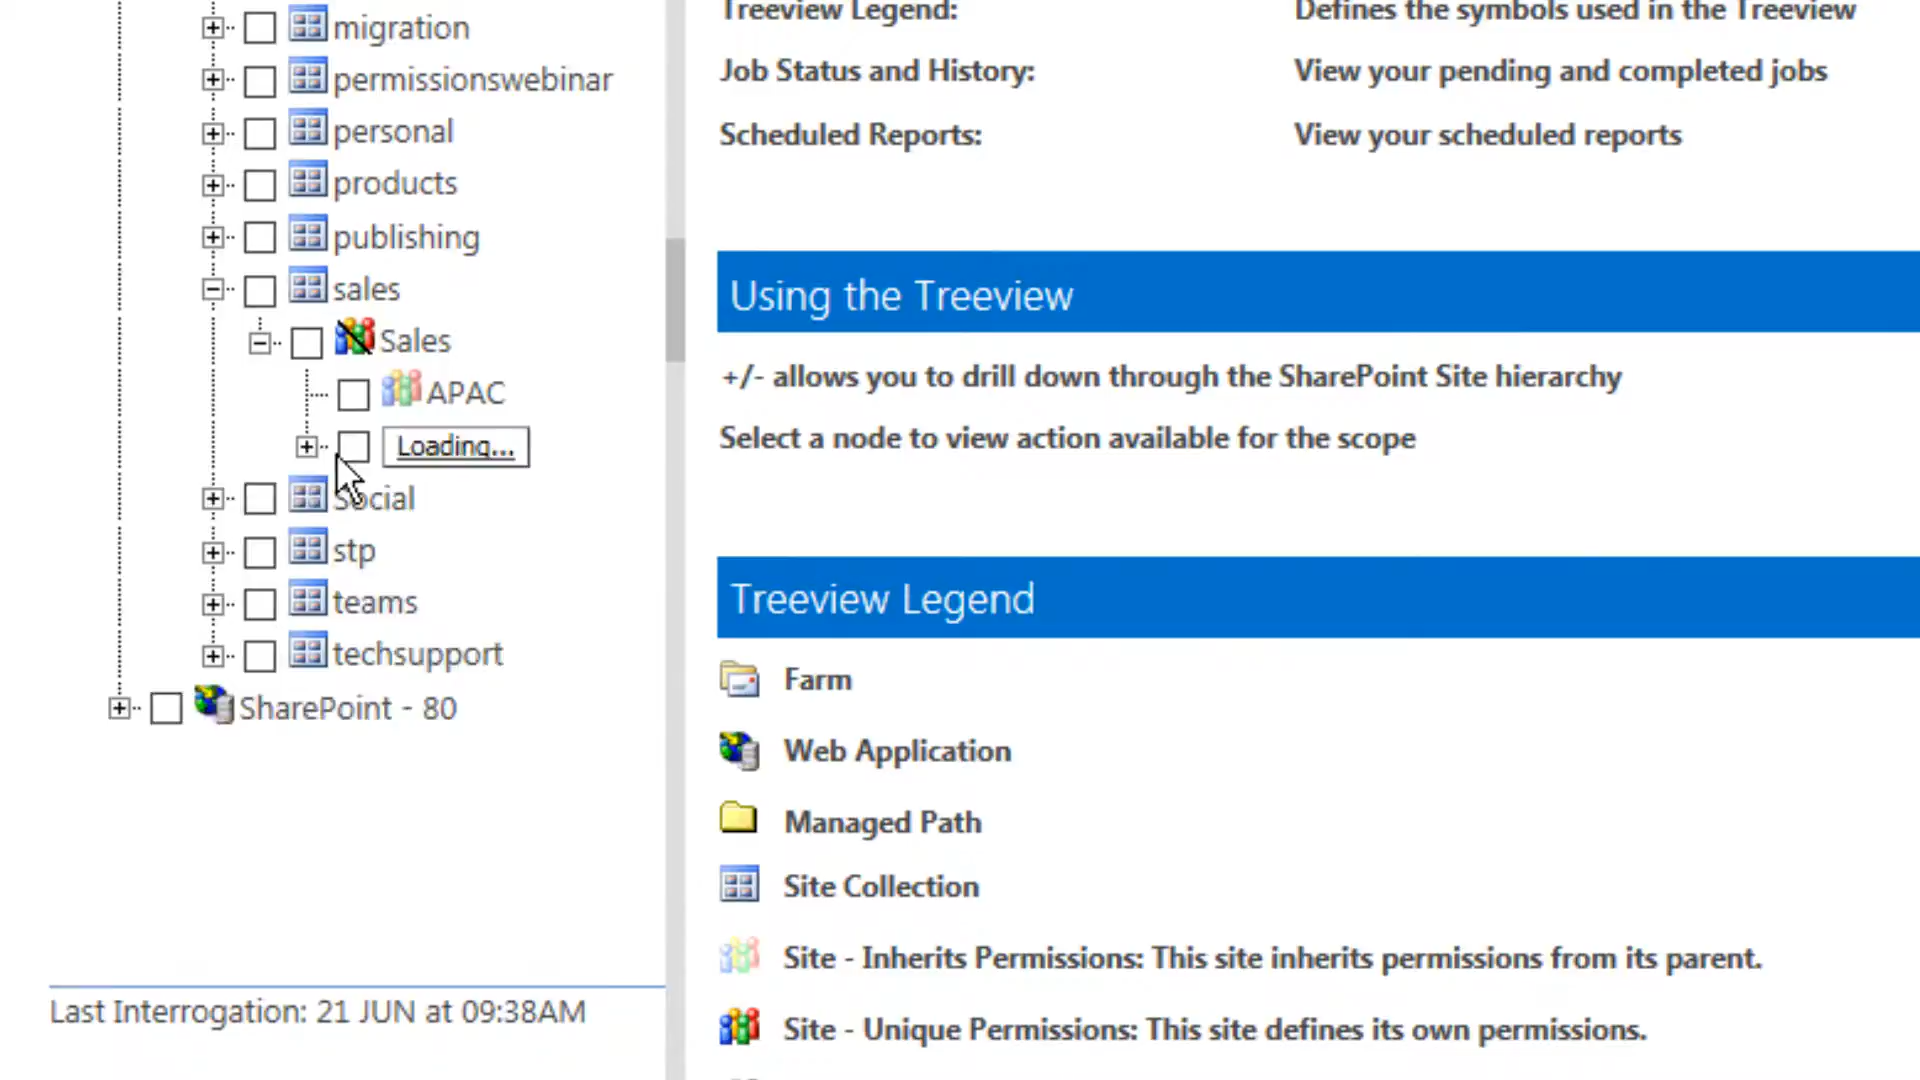 migration
permissionswebinar
personal
products
publishing
sales
Sales
APAC
Loading...
social
stp
teams
techsupport
SharePoint - 80
Last Interrogation: 21 JUN at 09:38AM
Treeview Legend: Defines the symbols used in the Treeview
Job Status and History: View your pending and completed jobs
Scheduled Reports: View your scheduled reports
Using the Treeview
+/- allows you to drill down through the SharePoint Site hierarchy
Select a node to view action available for the scope
Treeview Legend
Farm
Web Application
Managed Path
Site Collection
Site - Inherits Permissions: This site inherits permissions from its parent.
Site - Unique Permissions: This site defines its own permissions.